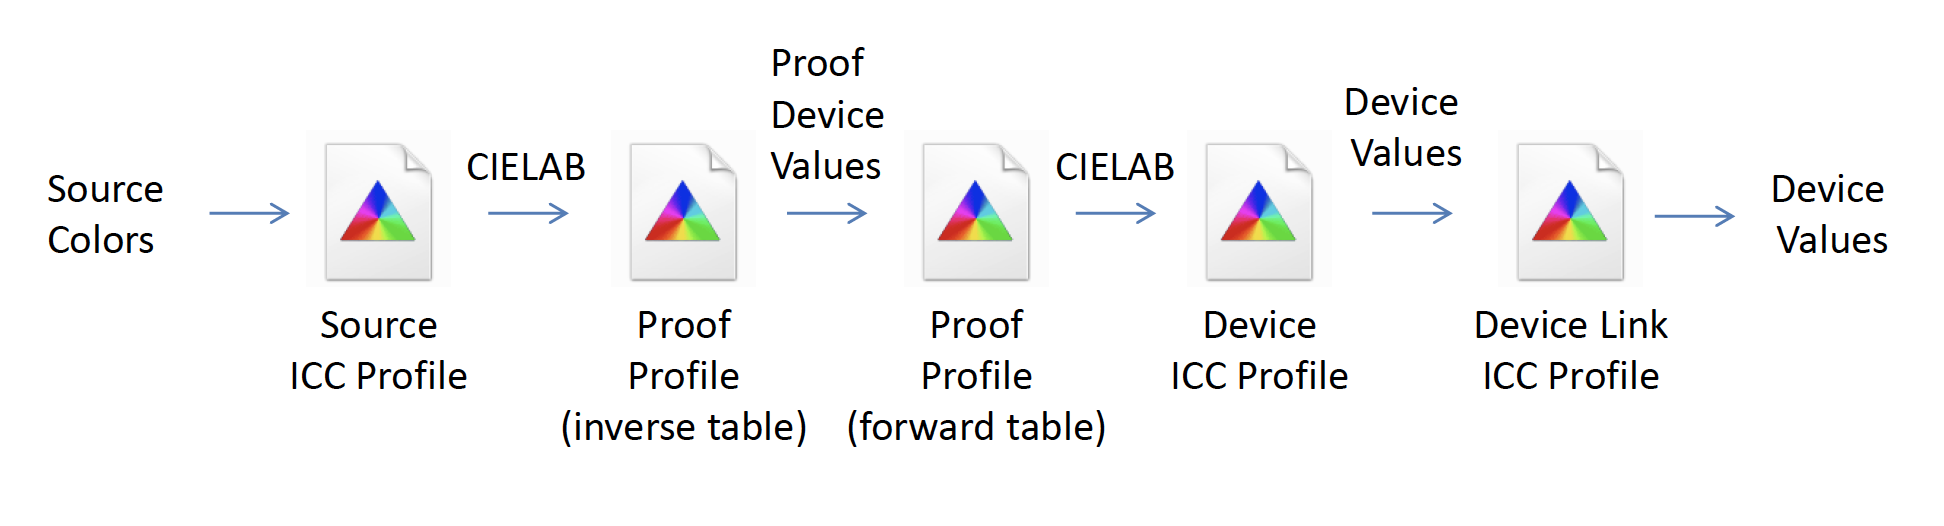 Source
Colors
Source
ICC Profile
CIELAB
Proof
Profile
(inverse table)
Proof
Device
Values
Proof
Profile
(forward table)
CIELAB
Device
ICC Profile
Device
Values
Device Link
ICC Profile
Device
Values